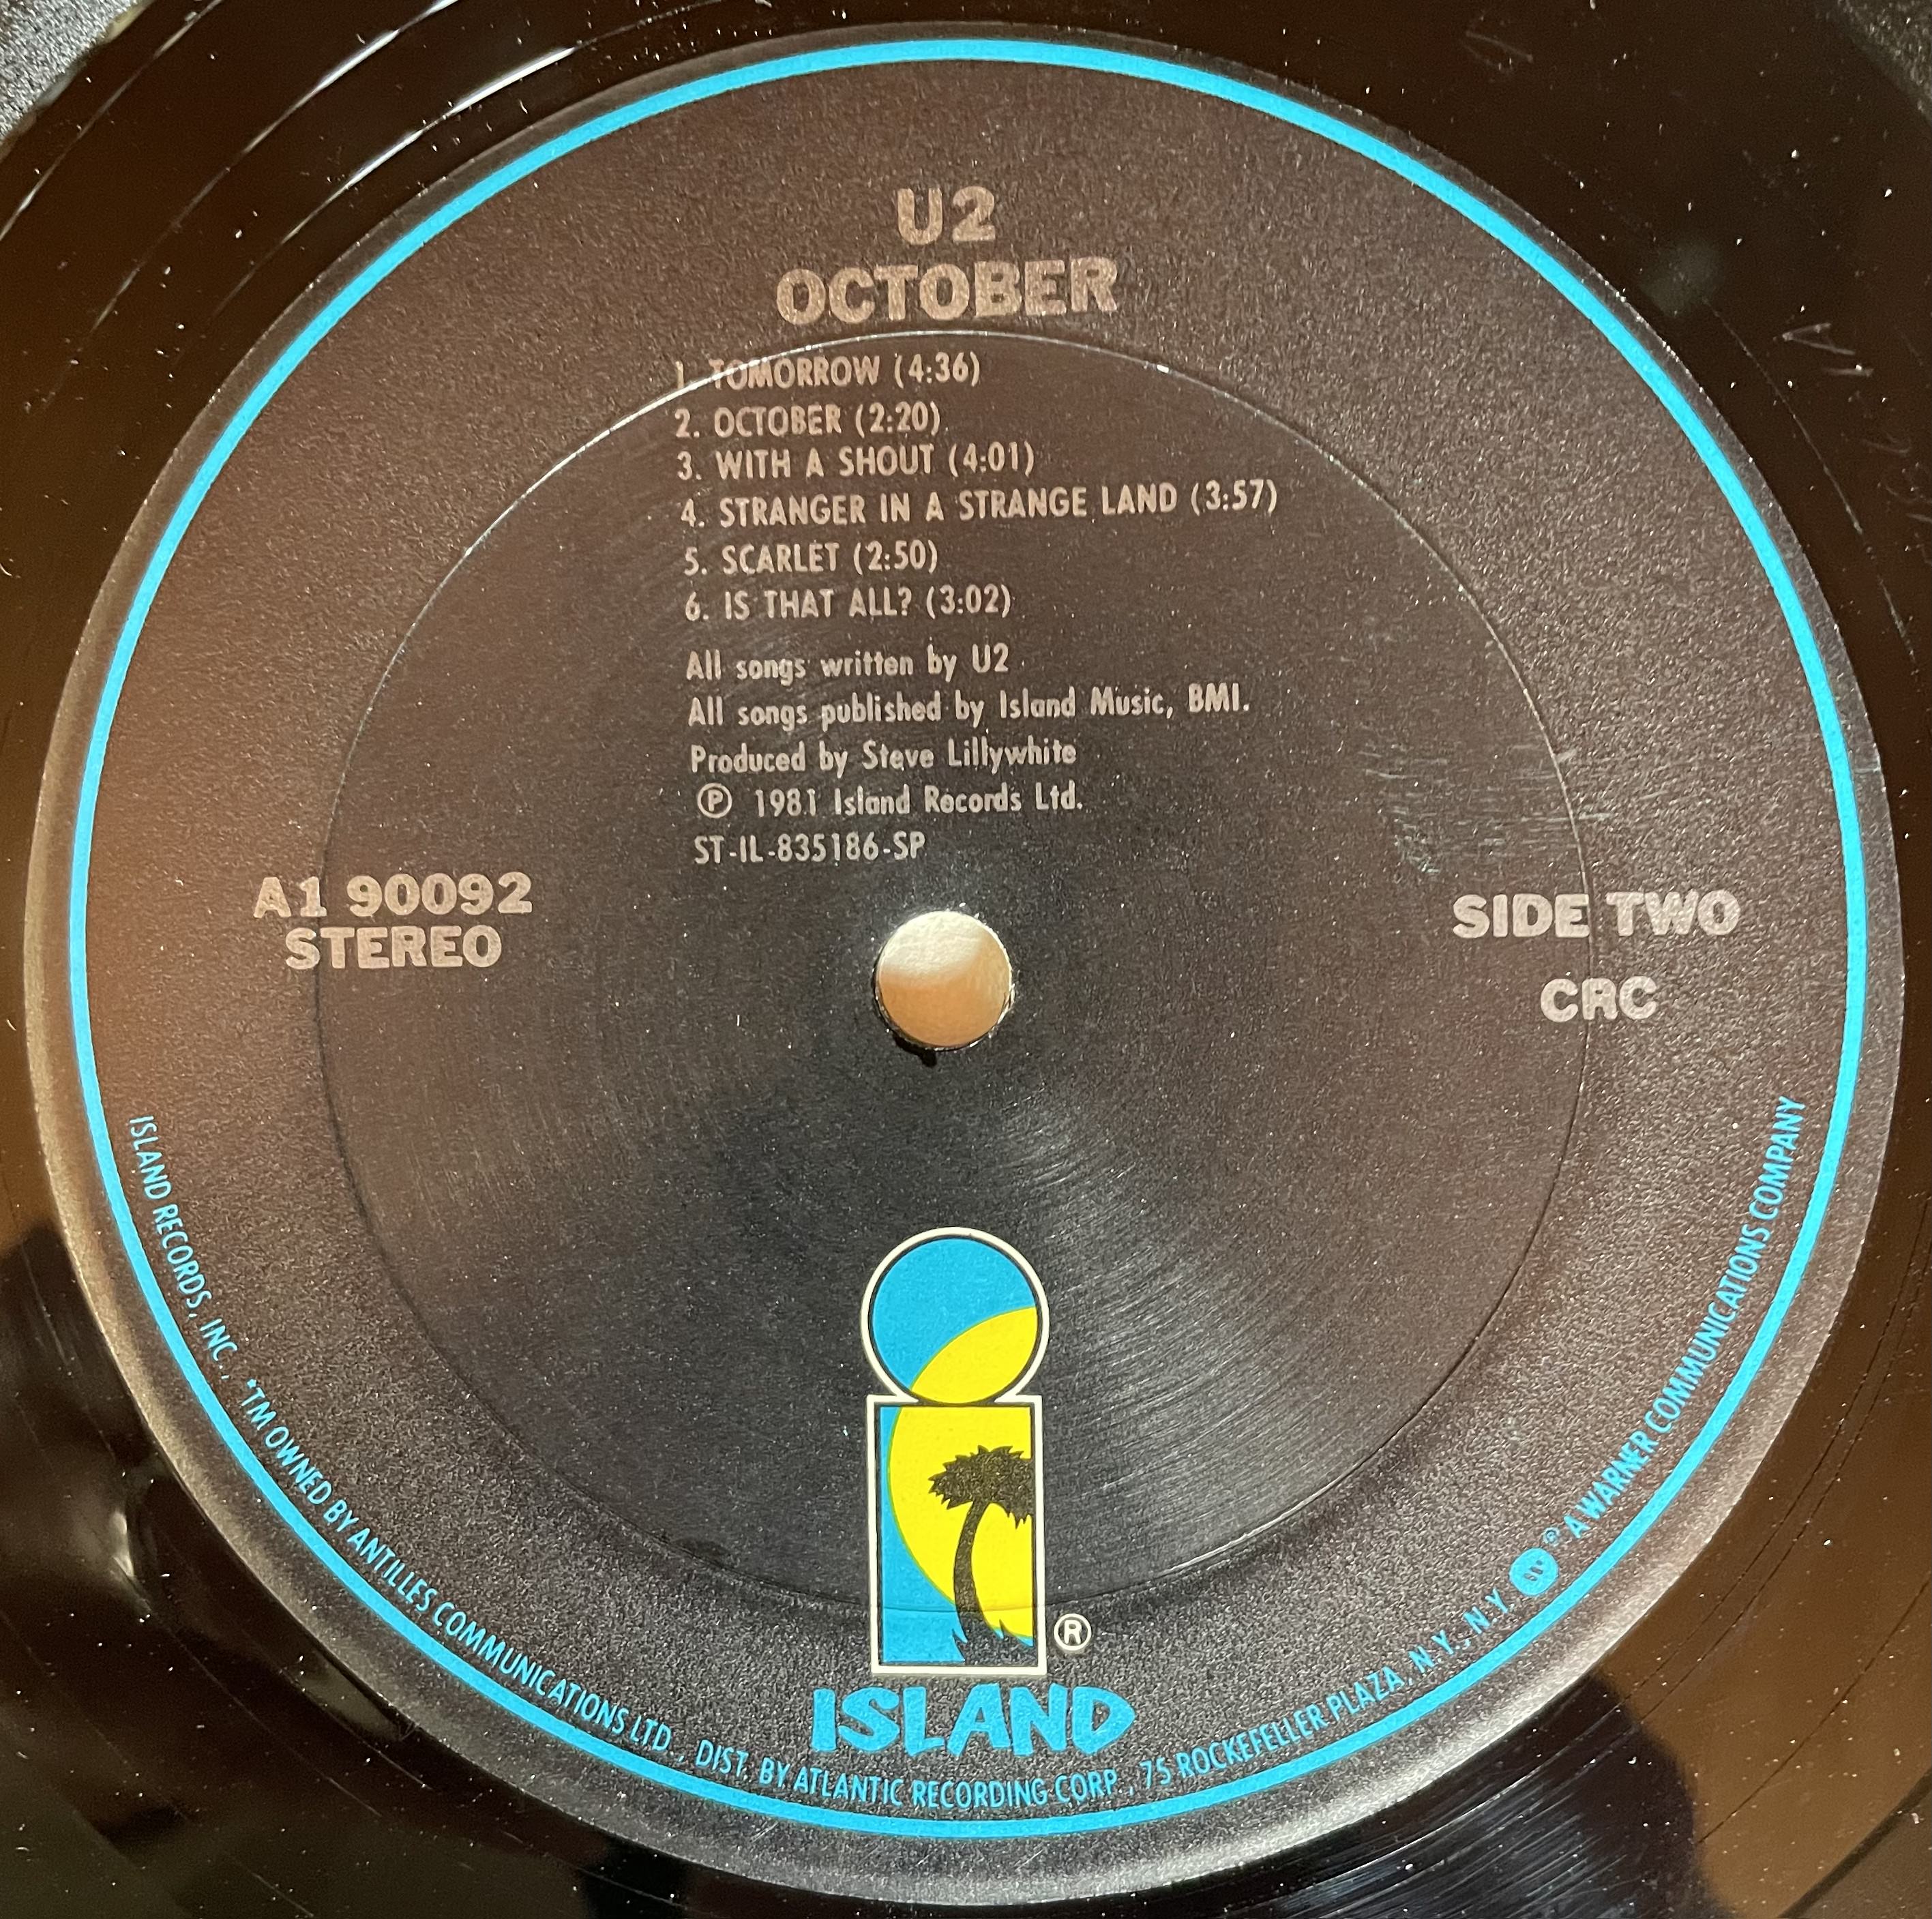 U2
OCTOBER
1. TOMORROW (4:36)
2. OCTOBER (2:20)
3. WITH A SHOUT (4:01)
4. STRANGER IN A STRANGE LAND (3:57)
5. SCARLET (2:50)
6. IS THAT ALL? (3:02)
All songs written by U2
All songs published by Island Music, BMI.
Produced by Steve Lillywhite
Ⓟ 1981 Island Records Ltd.
ST-IL-835186-SP
A1 90092
STEREO
SIDE TWO
CRC
®
ISLAND
ISLAND RECORDS, INC., *TM OWNED BY ANTILLES COMMUNICATIONS LTD., DIST. BY ATLANTIC RECORDING CORP., 75 ROCKEFELLER PLAZA, N.Y., N.Y. ® A WARNER COMMUNICATIONS COMPANY